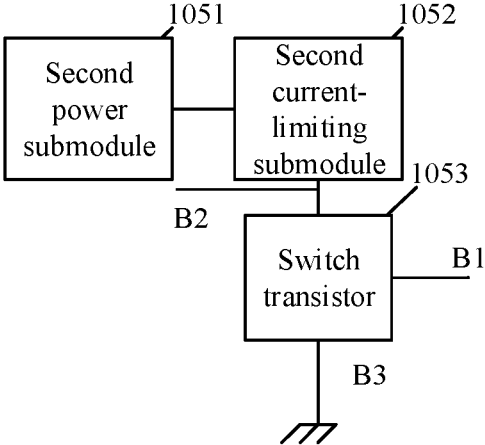 1051
1052
Second
power
submodule
Second
current-
limiting
submodule
1053
B2
Switch
transistor
B1
B3